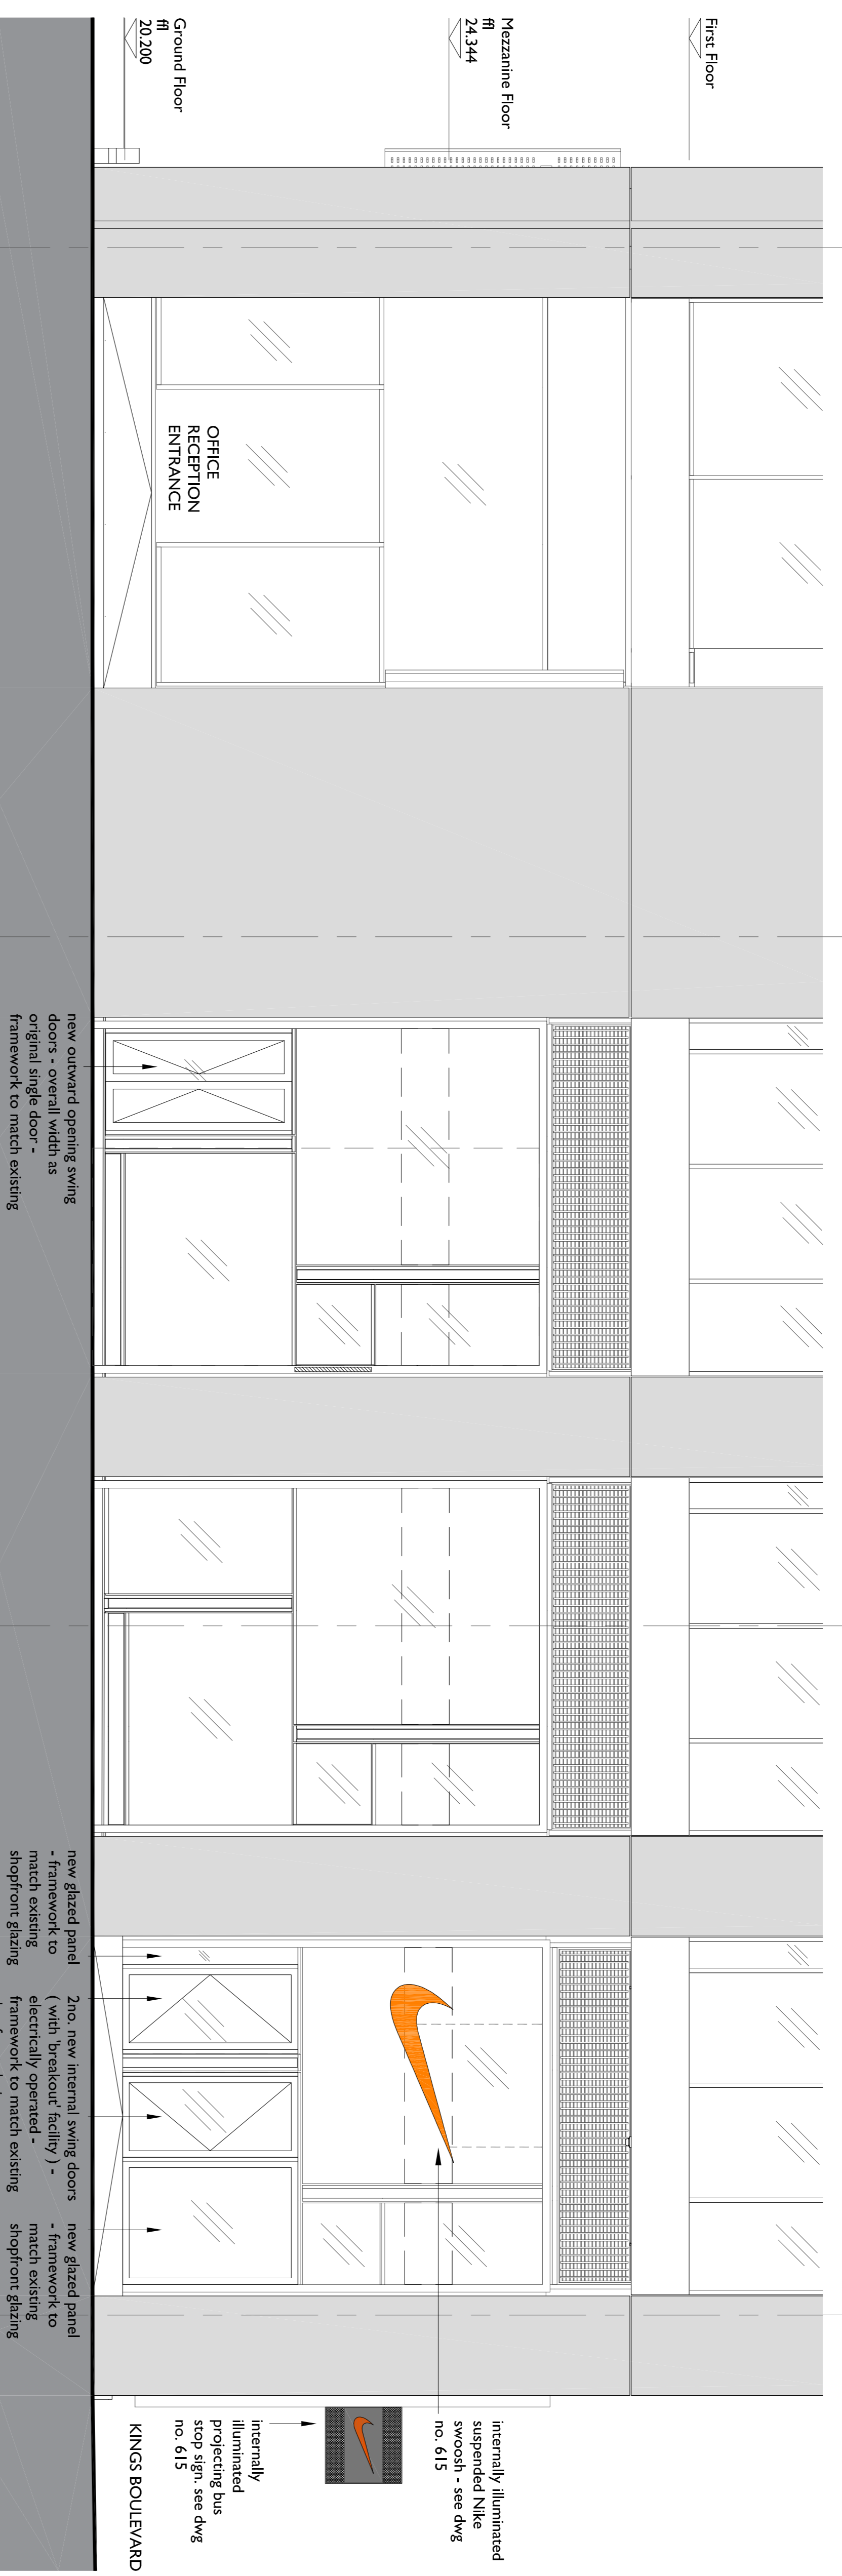 First Floor
Mezzanine Floor
ffl
24.344
Ground Floor
ffl
20.200
OFFICE
RECEPTION
ENTRANCE
new outward opening swing
doors - overall width as
original single door -
framework to match existing
new glazed panel
- framework to
match existing
shopfront glazing
2no. new internal swing doors
( with 'breakout' facility ) -
electrically operated -
framework to match existing
new glazed panel
- framework to
match existing
shopfront glazing
internally illuminated
suspended Nike
swoosh - see dwg
no. 615
internally
illuminated
projecting bus
stop sign. see dwg
no. 615
KINGS BOULEVARD